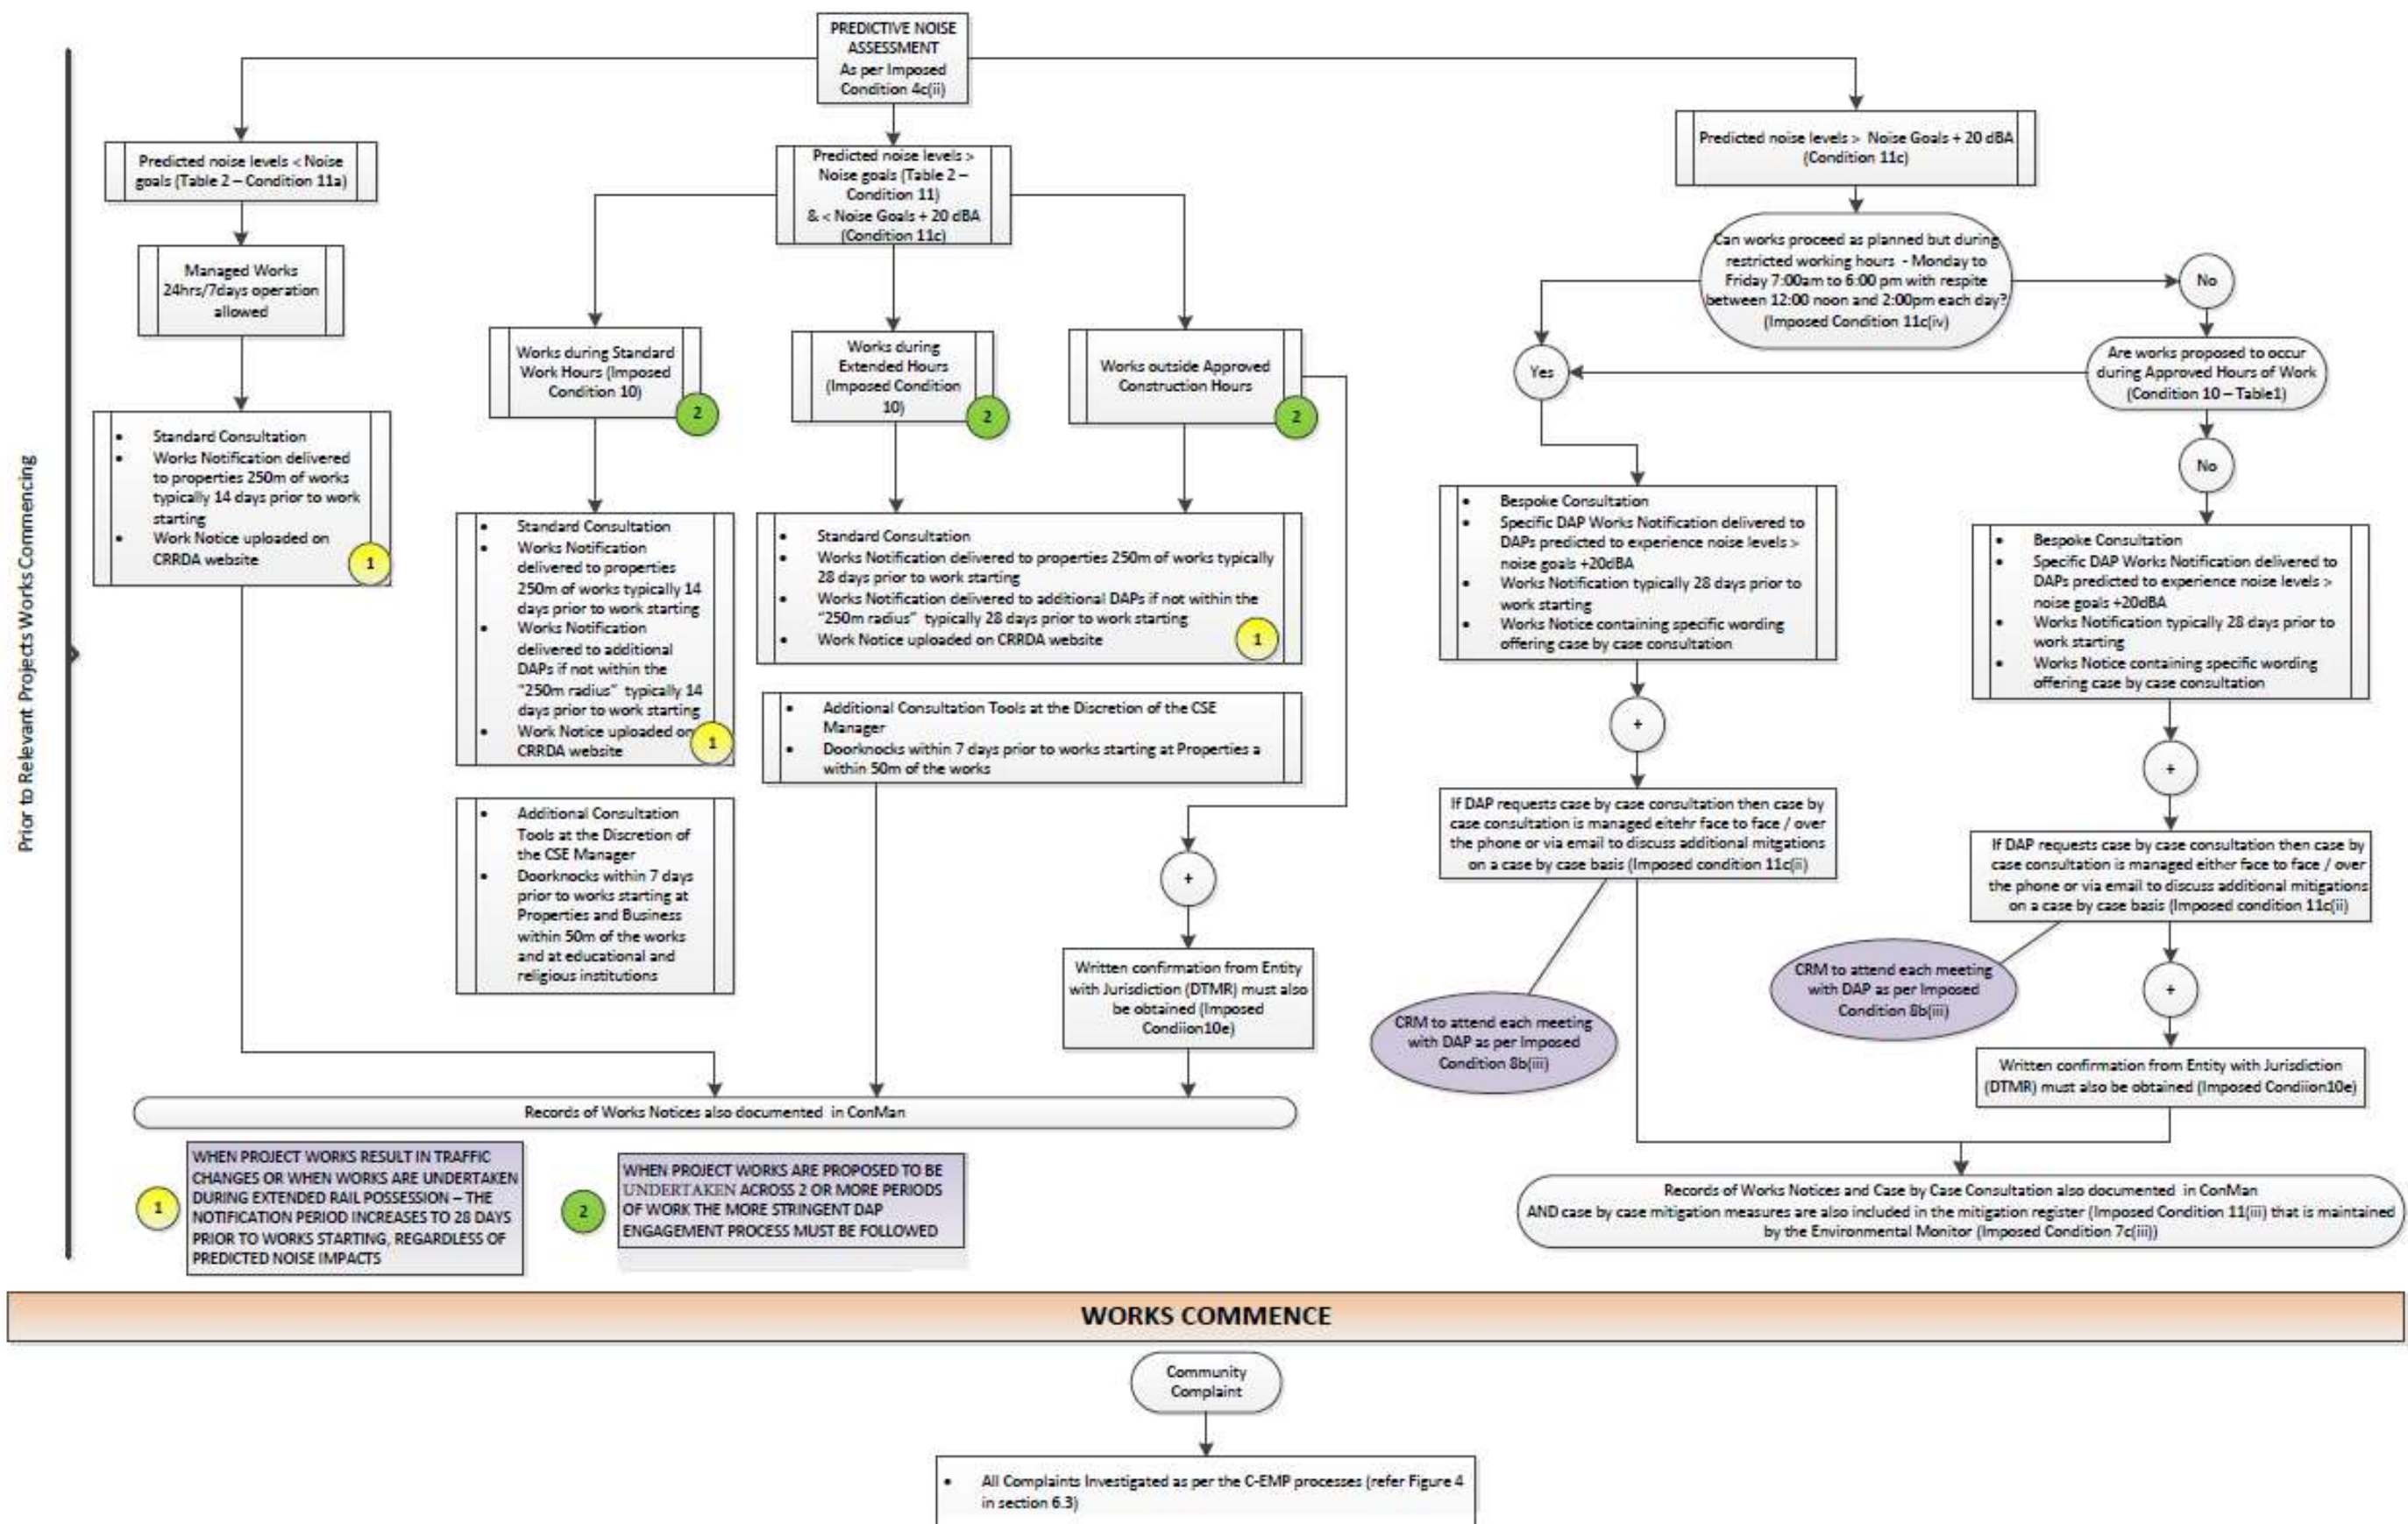 Prior to Relevant Projects Works Commencing
PREDICTIVE NOISE
ASSESSMENT
As per Imposed
Condition 4c(ii)
Predicted noise levels < Noise
goals (Table 2 – Condition 11a)
Managed Works
24hrs/7days operation
allowed
• Standard Consultation
• Works Notification delivered
to properties 250m of works
typically 14 days prior to work
starting
• Work Notice uploaded on
CRRDA website
1
Predicted noise levels >
Noise goals (Table 2 –
Condition 11)
& < Noise Goals + 20 dBA
(Condition 11c)
Works during Standard
Work Hours (Imposed
Condition 10)
2
Works during
Extended Hours
(Imposed Condition
10)
2
Works outside Approved
Construction Hours
2
• Standard Consultation
• Works Notification
delivered to properties
250m of works typically 14
days prior to work starting
• Works Notification
delivered to additional
DAPs if not within the
"250m radius" typically 14
days prior to work starting
• Work Notice uploaded on
CRRDA website
1
• Additional Consultation
Tools at the Discretion of
the CSE Manager
• Doorknocks within 7 days
prior to works starting at
Properties and Business
within 50m of the works
and at educational and
religious institutions
• Standard Consultation
• Works Notification delivered to properties 250m of works typically
28 days prior to work starting
• Works Notification delivered to additional DAPs if not within the
"250m radius" typically 28 days prior to work starting
• Work Notice uploaded on CRRDA website
1
• Additional Consultation Tools at the Discretion of the CSE
Manager
• Doorknocks within 7 days prior to works starting at Properties a
within 50m of the works
+
Written confirmation from Entity
with Jurisdiction (DTMR) must also
be obtained (Imposed
Condiion10e)
Records of Works Notices also documented in ConMan
1
WHEN PROJECT WORKS RESULT IN TRAFFIC
CHANGES OR WHEN WORKS ARE UNDERTAKEN
DURING EXTENDED RAIL POSSESSION – THE
NOTIFICATION PERIOD INCREASES TO 28 DAYS
PRIOR TO WORKS STARTING, REGARDLESS OF
PREDICTED NOISE IMPACTS
2
WHEN PROJECT WORKS ARE PROPOSED TO BE
UNDERTAKEN ACROSS 2 OR MORE PERIODS
OF WORK THE MORE STRINGENT DAP
ENGAGEMENT PROCESS MUST BE FOLLOWED
Predicted noise levels > Noise Goals + 20 dBA
(Condition 11c)
Can works proceed as planned but during
restricted working hours - Monday to
Friday 7:00am to 6:00 pm with respite
between 12:00 noon and 2:00pm each day?
(Imposed Condition 11c(iv)
No
Yes
Are works proposed to occur
during Approved Hours of Work
(Condition 10 – Table1)
No
• Bespoke Consultation
• Specific DAP Works Notification delivered to
DAPs predicted to experience noise levels >
noise goals +20dBA
• Works Notification typically 28 days prior to
work starting
• Works Notice containing specific wording
offering case by case consultation
+
If DAP requests case by case consultation then case by
case consultation is managed eitehr face to face / over
the phone or via email to discuss additional mitgations
on a case by case basis (Imposed condition 11c(ii)
CRM to attend each meeting
with DAP as per Imposed
Condition 8b(iii)
• Bespoke Consultation
• Specific DAP Works Notification delivered to
DAPs predicted to experience noise levels >
noise goals +20dBA
• Works Notification typically 28 days prior to
work starting
• Works Notice containing specific wording
offering case by case consultation
+
If DAP requests case by case consultation then case by
case consultation is managed either face to face / over
the phone or via email to discuss additional mitigations
on a case by case basis (Imposed condition 11c(ii)
CRM to attend each meeting
with DAP as per Imposed
Condition 8b(iii)
+
Written confirmation from Entity with Jurisdiction
(DTMR) must also be obtained (Imposed Condiion10e)
Records of Works Notices and Case by Case Consultation also documented in ConMan
AND case by case mitigation measures are also included in the mitigation register (Imposed Condition 11(iii) that is maintained
by the Environmental Monitor (Imposed Condition 7c(iii))
WORKS COMMENCE
Community
Complaint
• All Complaints Investigated as per the C-EMP processes (refer Figure 4
in section 6.3)